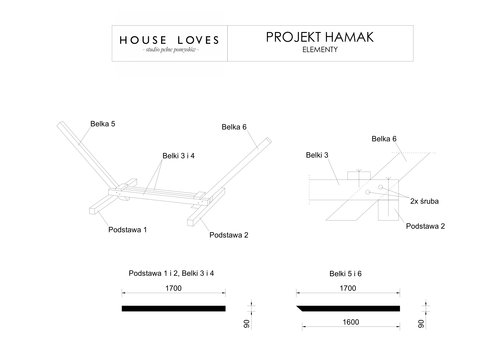 HOUSE LOVES
- studio pełne pomysłów -
PROJEKT HAMAK
ELEMENTY
Belka 5
Belka 6
Belki 3 i 4
Podstawa 1
Podstawa 2
Belka 6
Belki 3
2x śruba
Podstawa 2
Podstawa 1 i 2, Belki 3 i 4
1700
90
Belki 5 i 6
1700
1600
90